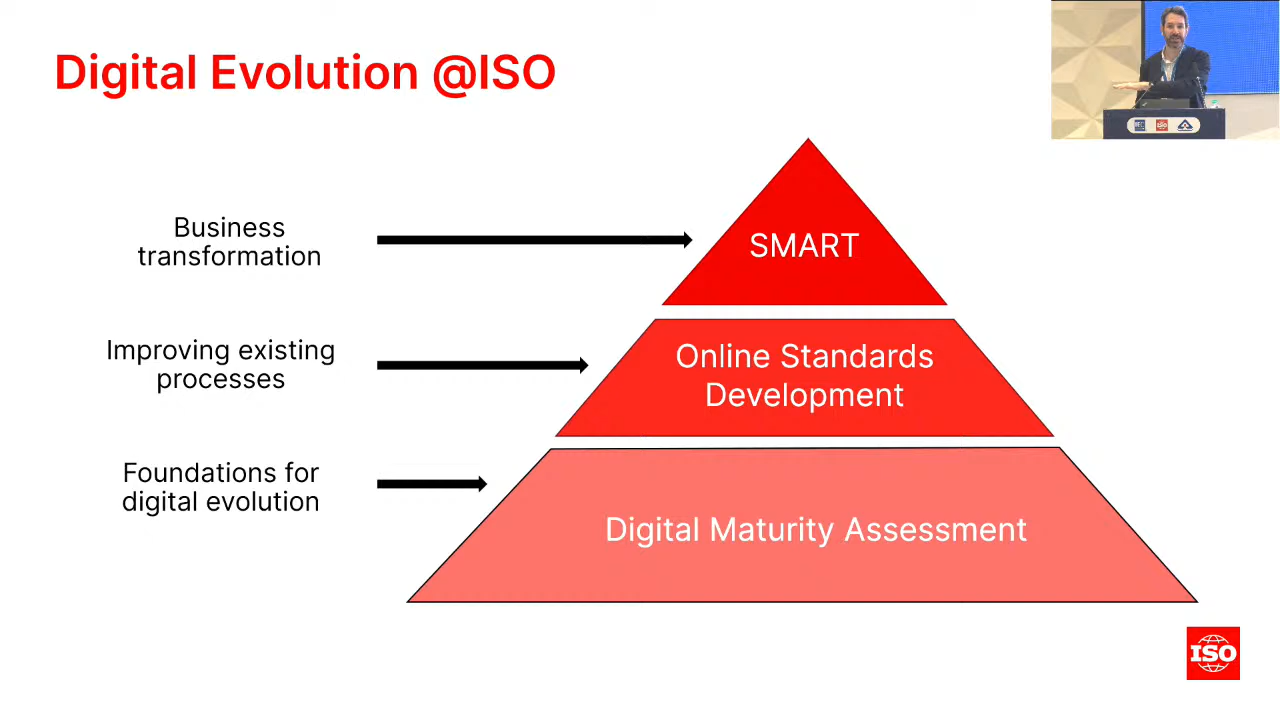 Digital Evolution @ISO
Business
transformation
SMART
Improving existing
processes
Online Standards
Development
Foundations for
digital evolution
Digital Maturity Assessment
ISO
ISO